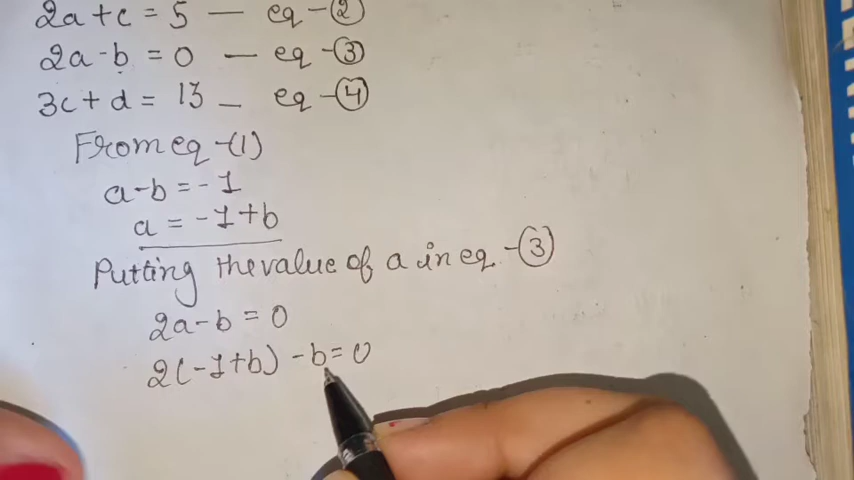 2a+c = 5 — eq-②
2a-b = 0 — eq-③
3c+d = 13 — eq-④
From eq-(1)
a-b = -1
a = -1+b
Putting the value of a in eq-③
2a-b = 0
2(-1+b) -b=0